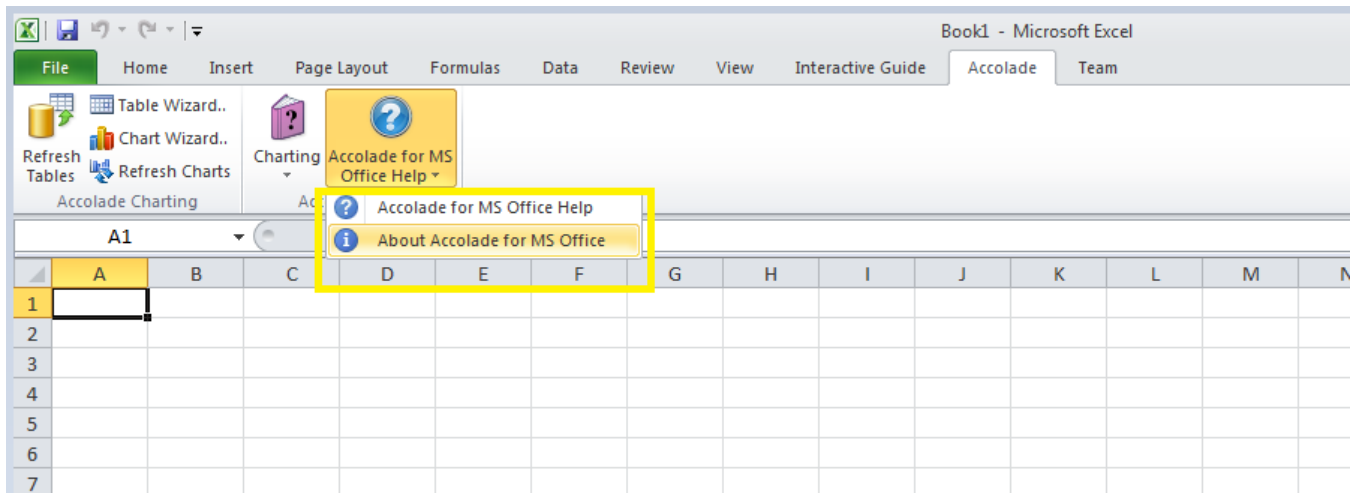 Book1 - Microsoft Excel
File Home Insert Page Layout Formulas Data Review View Interactive Guide Accolade Team
Table Wizard..
Chart Wizard..
Refresh Charts
Refresh
Tables
Charting
Accolade for MS
Office Help
Accolade Charting
Accolade for MS Office Help
About Accolade for MS Office
A1
A B C D E F G H I J K L M N
1
2
3
4
5
6
7